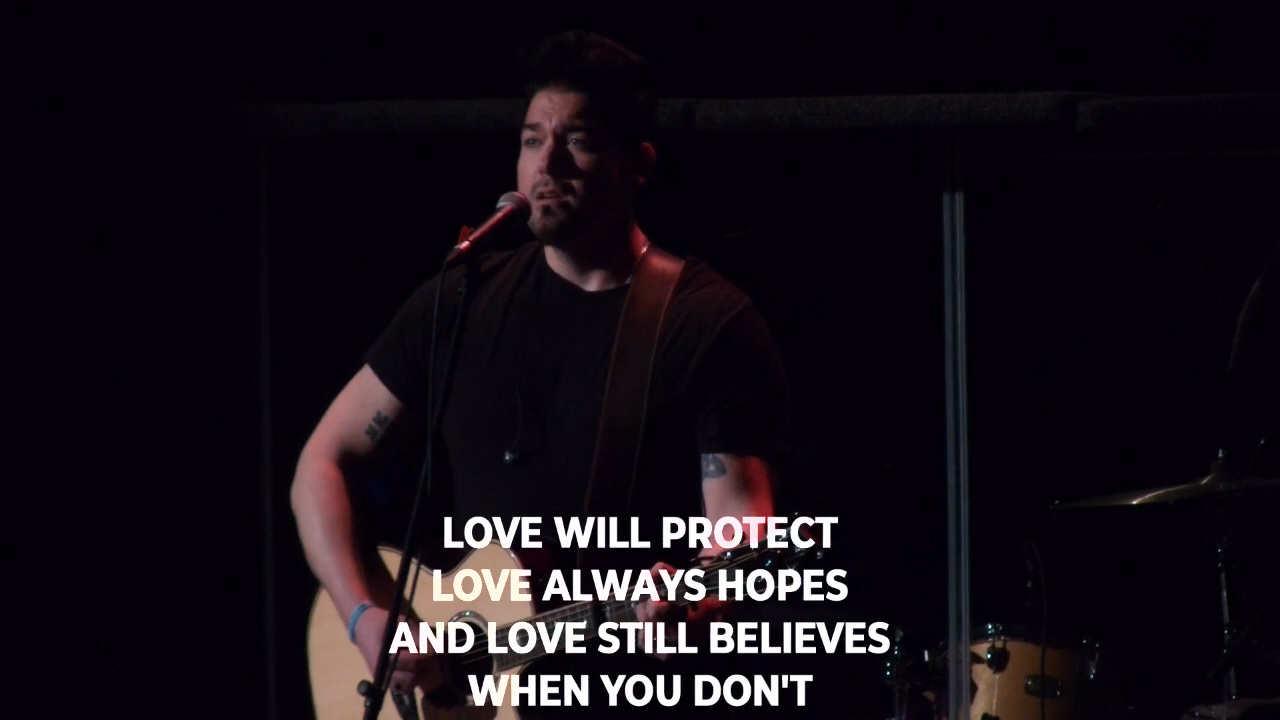 LOVE WILL PROTECT
LOVE ALWAYS HOPES
AND LOVE STILL BELIEVES
WHEN YOU DON'T